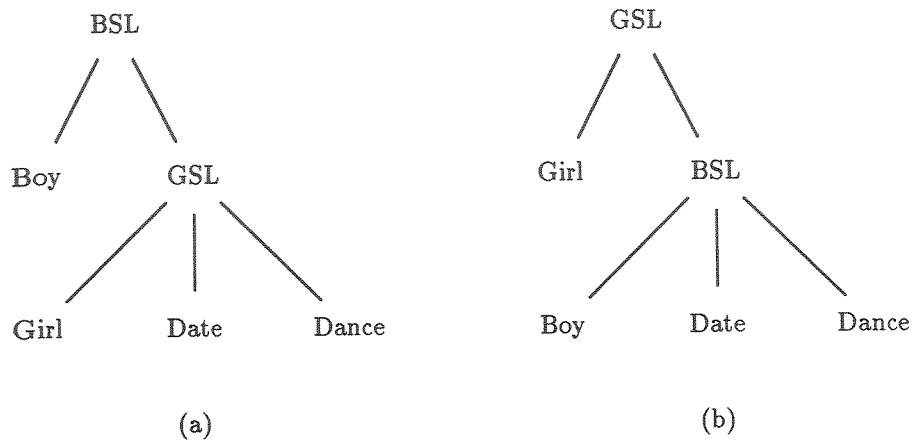 BSL
Boy GSL
Girl Date Dance
(a)
GSL
Girl BSL
Boy Date Dance
(b)